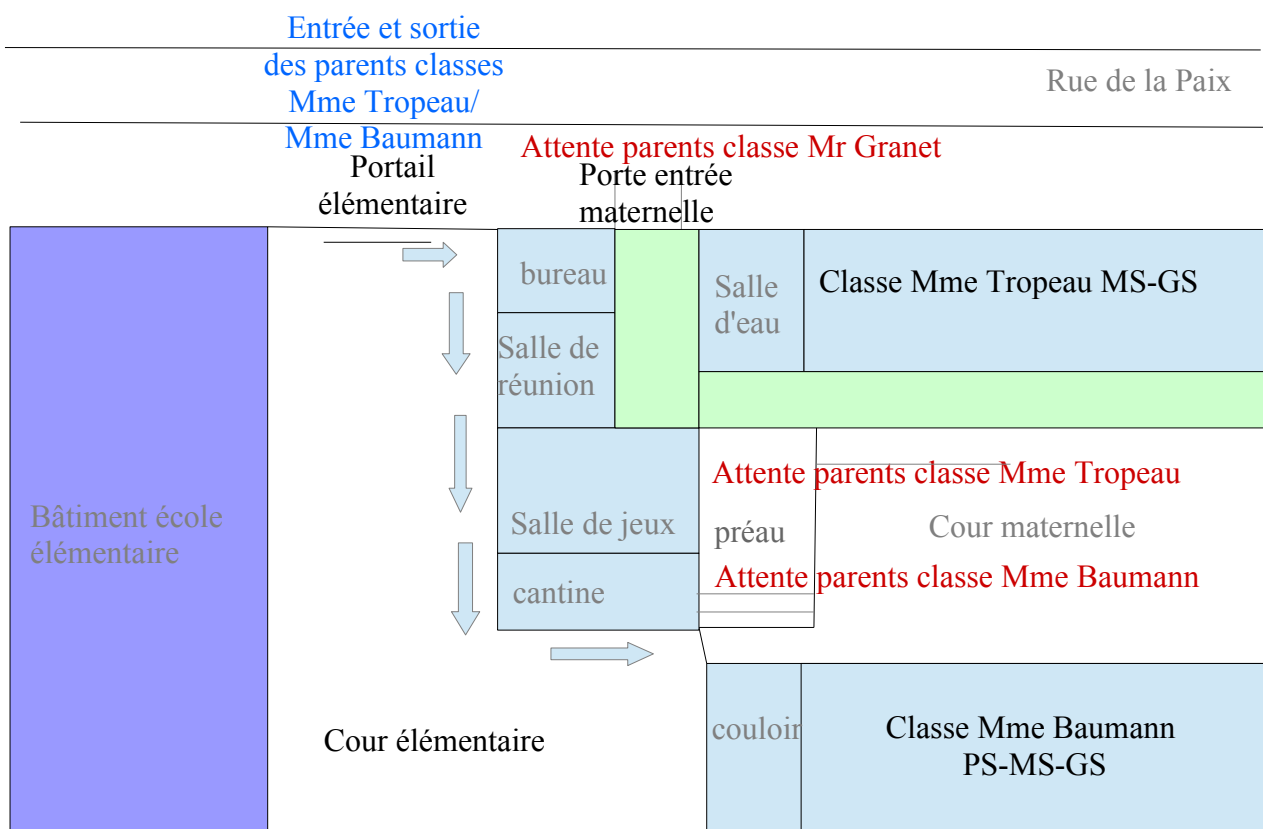 Entrée et sortie
des parents classes
Mme Tropeau/
Mme Baumann
Rue de la Paix
Attente parents classe Mr Granet
Portail
élémentaire
Porte entrée
maternelle
bureau
Salle
d'eau
Classe Mme Tropeau MS-GS
Salle de
réunion
Attente parents classe Mme Tropeau
Bâtiment école
élémentaire
Salle de jeux
préau
Cour maternelle
cantine
Attente parents classe Mme Baumann
Cour élémentaire
couloir
Classe Mme Baumann
PS-MS-GS